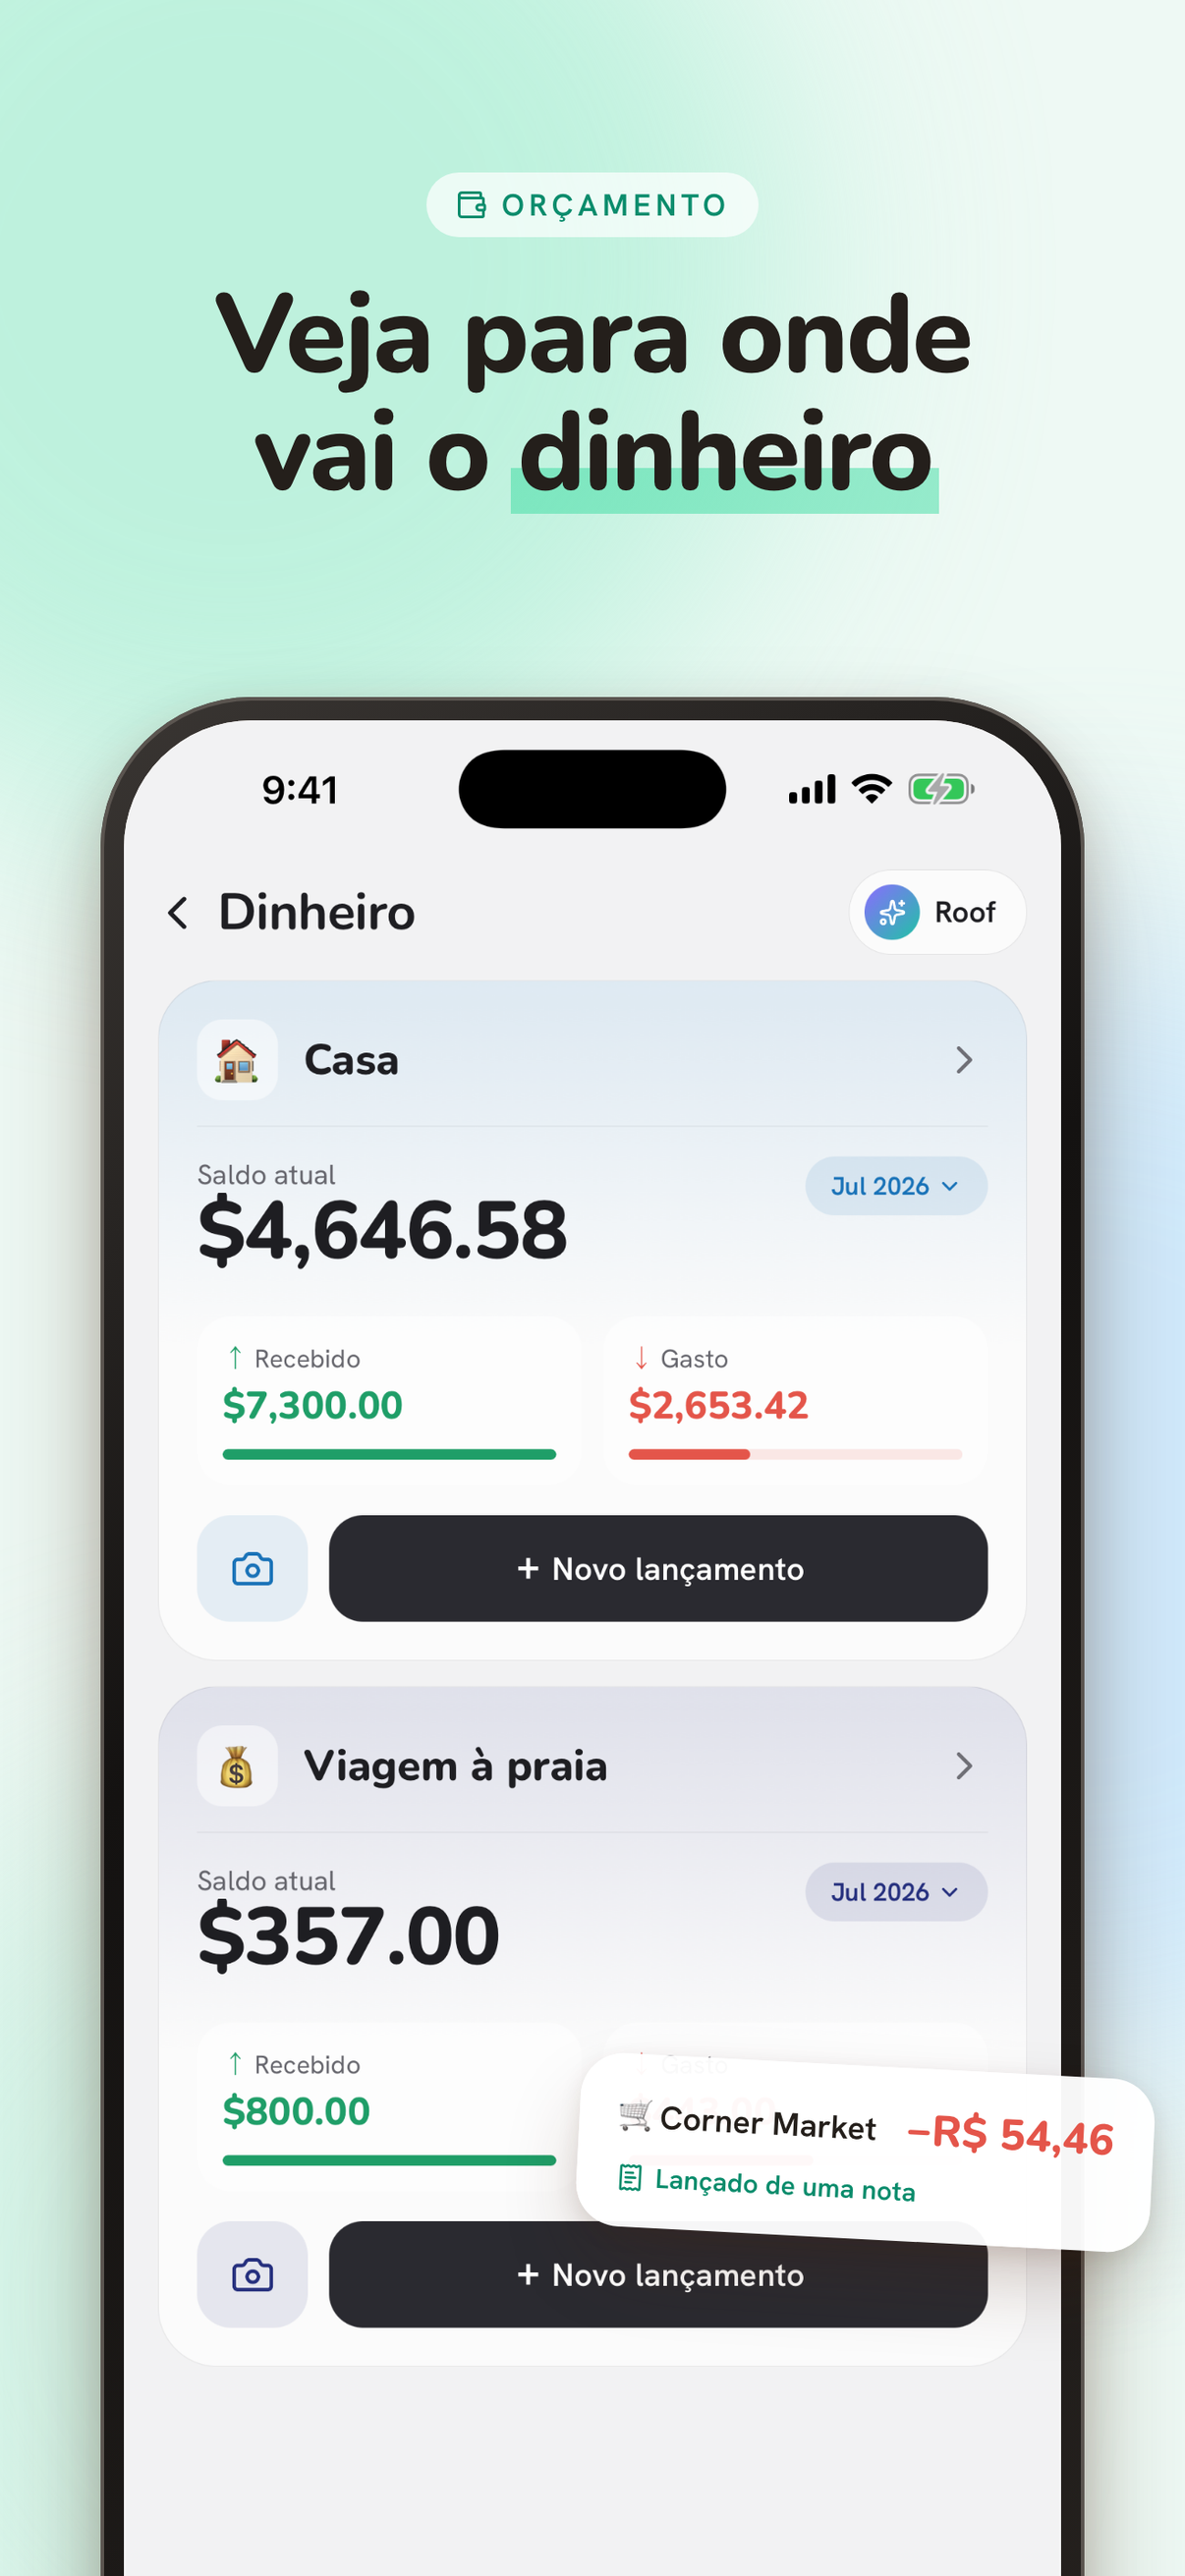 ORÇAMENTO
Veja para onde
vai o dinheiro
9:41
Dinheiro
Roof
Casa
Saldo atual
Jul 2026
$4,646.58
↑ Recebido
↓ Gasto
$7,300.00
$2,653.42
+ Novo lançamento
Viagem à praia
Saldo atual
Jul 2026
$357.00
↑ Recebido
↓ Gasto
$800.00
Corner Market −R$ 54,46
Lançado de uma nota
+ Novo lançamento